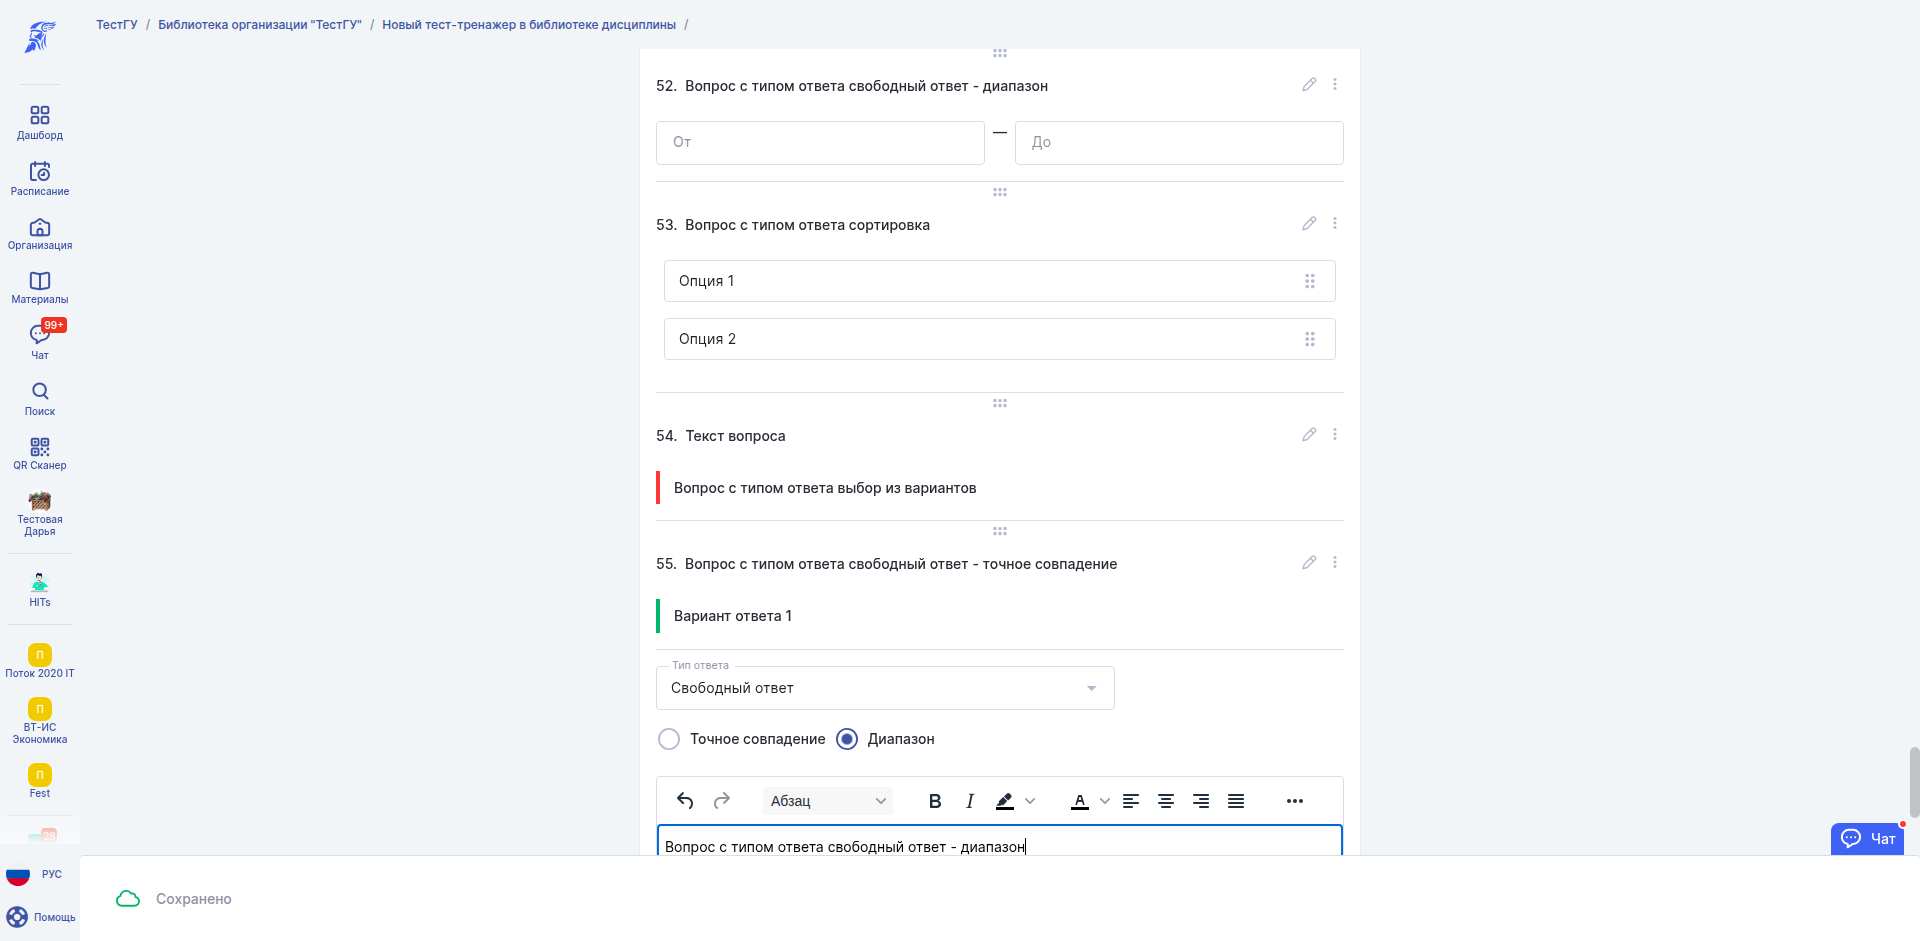 ТестГУ / Библиотека организации "ТестГУ" / Новый тест-тренажер в библиотеке дисциплины /
Дашборд
Расписание
Организация
Материалы
99+
Чат
Поиск
QR Сканер
Тестовая
Дарья
HITs
П
Поток 2020 IT
П
ВТ-ИС
Экономика
П
Fest
28
РУС
Помощь
52. Вопрос с типом ответа свободный ответ - диапазон
От — До
53. Вопрос с типом ответа сортировка
Опция 1
Опция 2
54. Текст вопроса
Вопрос с типом ответа выбор из вариантов
55. Вопрос с типом ответа свободный ответ - точное совпадение
Вариант ответа 1
Тип ответа
Свободный ответ
Точное совпадение Диапазон
Абзац B I A
Вопрос с типом ответа свободный ответ - диапазон
Чат
Сохранено